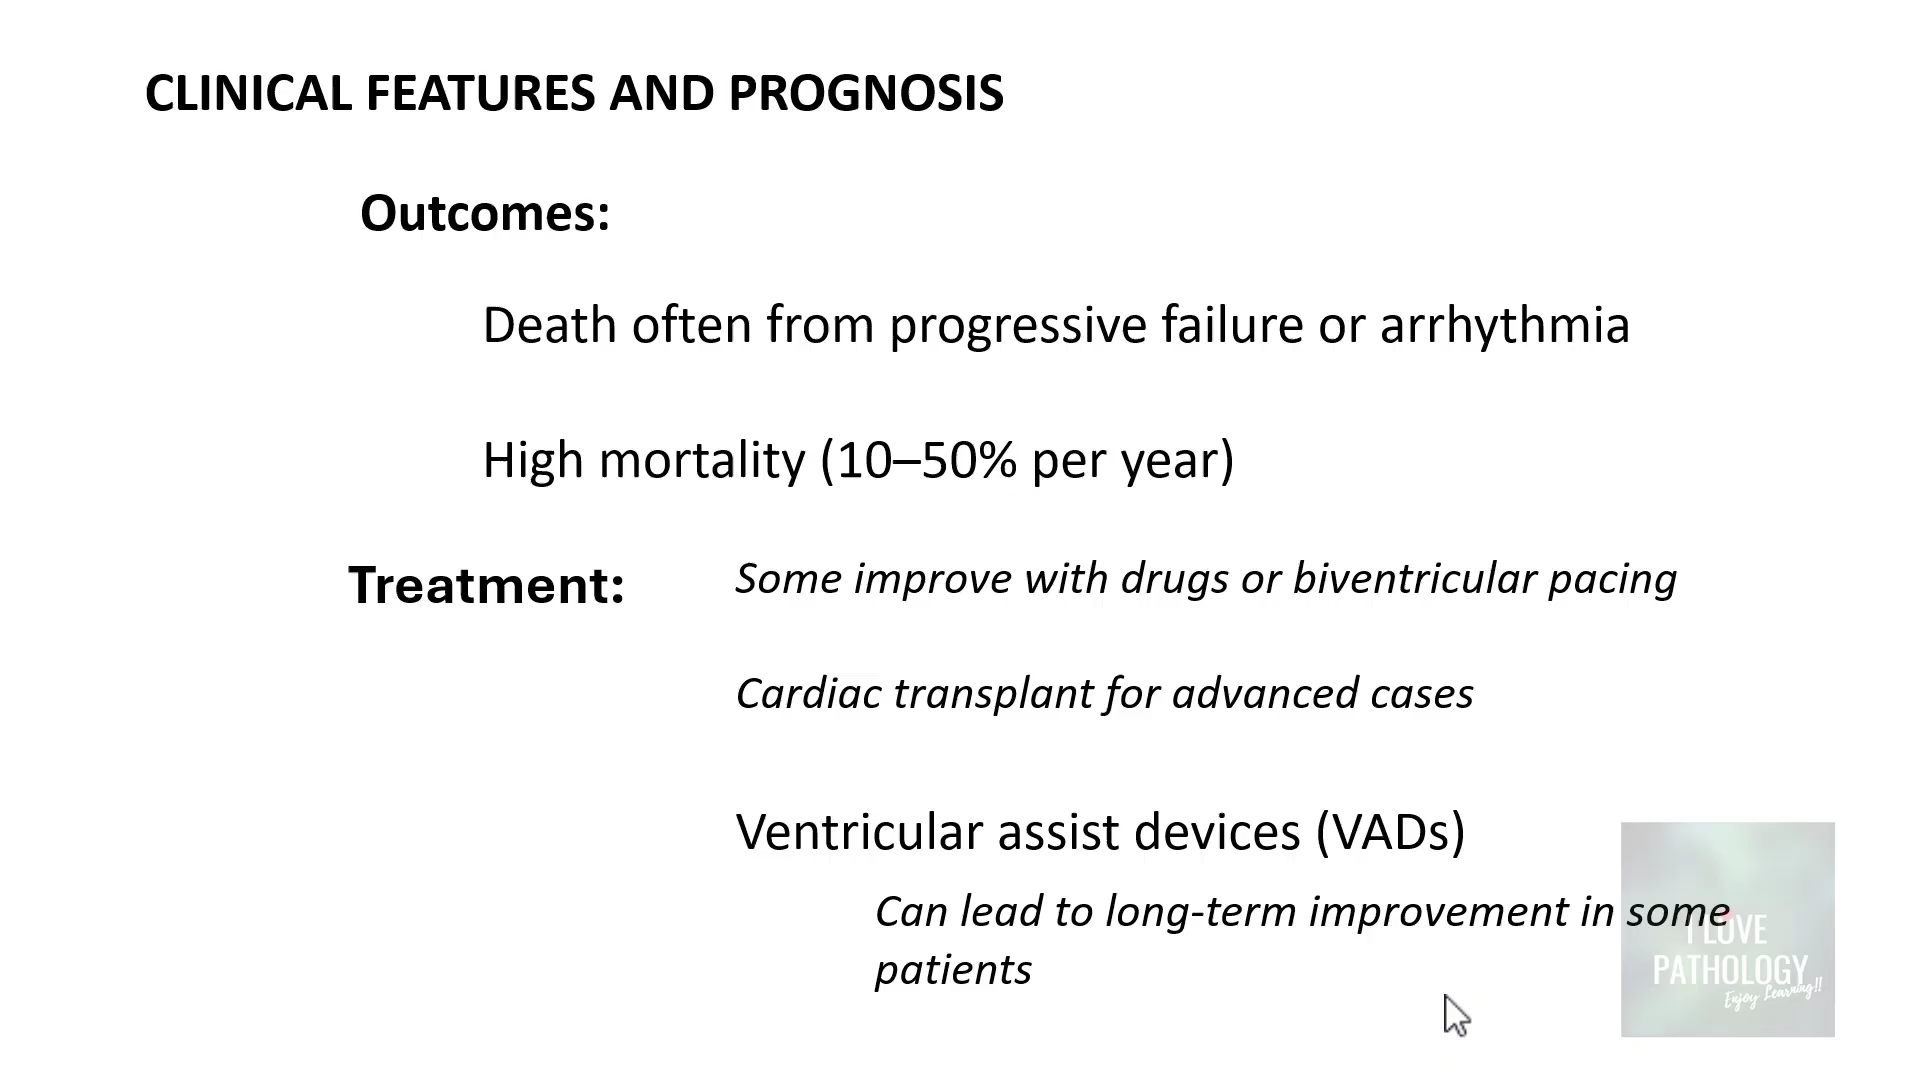 CLINICAL FEATURES AND PROGNOSIS
Outcomes:
Death often from progressive failure or arrhythmia
High mortality (10–50% per year)
Treatment:
Some improve with drugs or biventricular pacing
Cardiac transplant for advanced cases
Ventricular assist devices (VADs)
Can lead to long-term improvement in some
patients
I LOVE
PATHOLOGY
Enjoy Learning!!